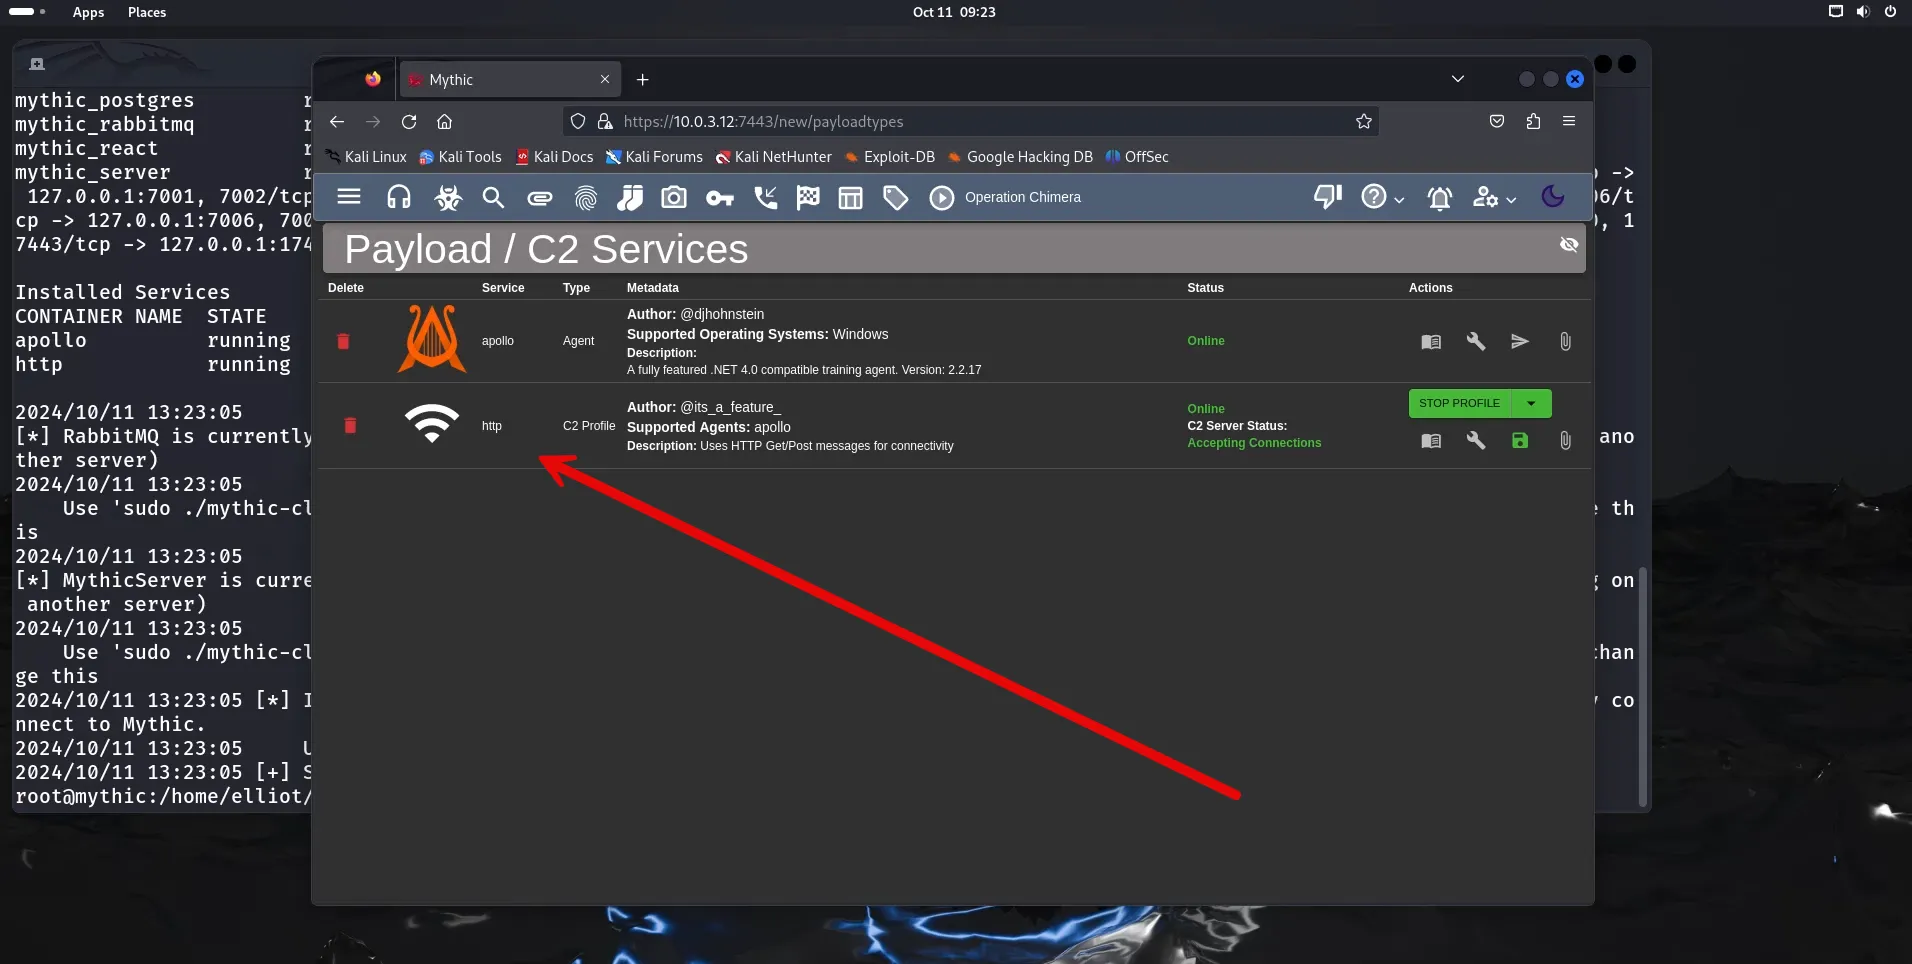 Apps Places Oct 11 09:23
mythic_postgres
mythic_rabbitmq
mythic_react
mythic_server
127.0.0.1:7001, 7002/tcp
cp -> 127.0.0.1:7006, 700
7443/tcp -> 127.0.0.1:174
Installed Services
CONTAINER NAME STATE
apollo running
http running
2024/10/11 13:23:05
[*] RabbitMQ is currently
ther server)
2024/10/11 13:23:05
Use 'sudo ./mythic-cl
is
2024/10/11 13:23:05
[*] MythicServer is curre
another server)
2024/10/11 13:23:05
Use 'sudo ./mythic-cl
ge this
2024/10/11 13:23:05 [*] I
nnect to Mythic.
2024/10/11 13:23:05 U
2024/10/11 13:23:05 [+] S
root@mythic:/home/elliot/
Mythic
https://10.0.3.12:7443/new/payloadtypes
Kali Linux Kali Tools Kali Docs Kali Forums Kali NetHunter Exploit-DB Google Hacking DB OffSec
Operation Chimera
Payload / C2 Services
Delete Service Type Metadata Status Actions
Author: @djhohnstein
Supported Operating Systems: Windows
apollo Agent Online
Description:
A fully featured .NET 4.0 compatible training agent. Version: 2.2.17
Author: @its_a_feature_ Online STOP PROFILE
http C2 Profile Supported Agents: apollo C2 Server Status:
Description: Uses HTTP Get/Post messages for connectivity Accepting Connections
->
06/t
, 1
ano
th
on
chan
co